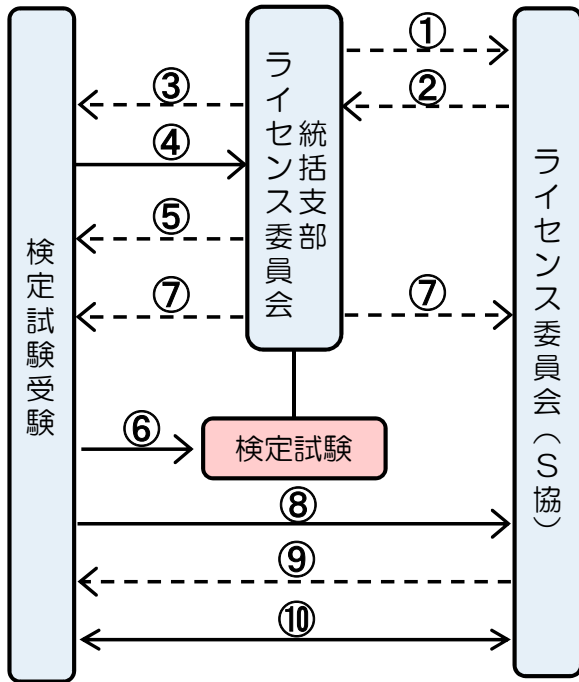 検定試験受験
統括支部
ライセンス委員会
ライセンス委員会（Ｓ協）
①
②
③
④
⑤
⑦
⑦
⑥
検定試験
⑧
⑨
⑩